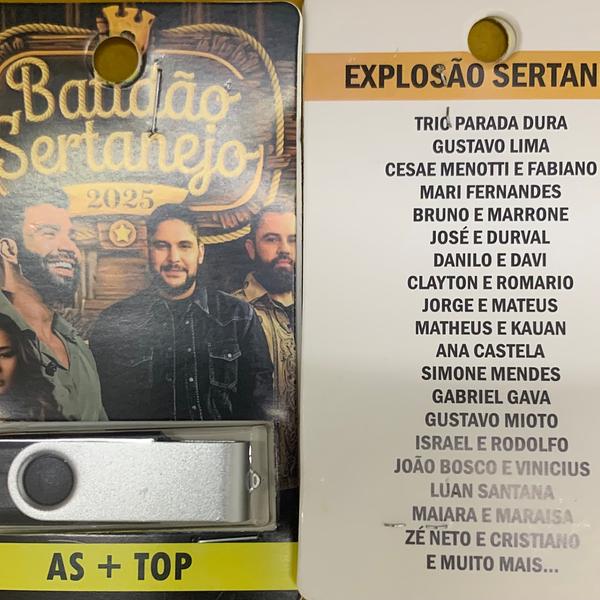 Batidão
Sertanejo
2025
AS + TOP
EXPLOSÃO SERTAN
TRIO PARADA DURA
GUSTAVO LIMA
CESAE MENOTTI E FABIANO
MARI FERNANDES
BRUNO E MARRONE
JOSÉ E DURVAL
DANILO E DAVI
CLAYTON E ROMARIO
JORGE E MATEUS
MATHEUS E KAUAN
ANA CASTELA
SIMONE MENDES
GABRIEL GAVA
GUSTAVO MIOTO
ISRAEL E RODOLFO
JOÃO BOSCO E VINICIUS
LUAN SANTANA
MAIARA E MARAISA
ZÉ NETO E CRISTIANO
E MUITO MAIS...